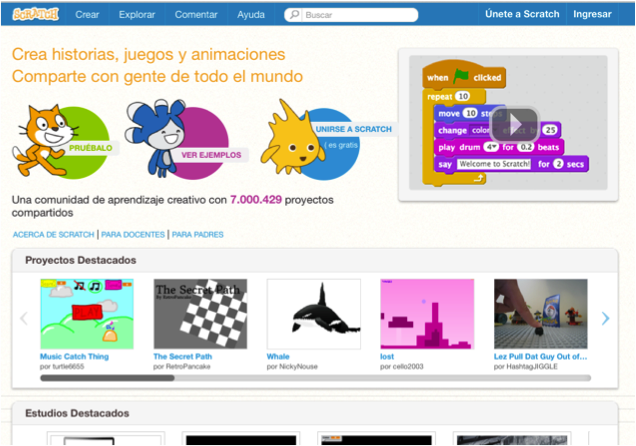 SCRATCH Crear Explorar Comentar Ayuda Buscar Únete a Scratch Ingresar
Crea historias, juegos y animaciones
Comparte con gente de todo el mundo
PRUÉBALO
VER EJEMPLOS
UNIRSE A SCRATCH
( es gratis
when clicked
repeat 10
move 10 steps
change color effect by 25
play drum 4 for 0.2 beats
say Welcome to Scratch! for 2 secs
Una comunidad de aprendizaje creativo con 7.000.429 proyectos
compartidos
ACERCA DE SCRATCH | PARA DOCENTES | PARA PADRES
Proyectos Destacados
The Secret Path
By RetroPancake
Music Catch Thing
por turtle6655
The Secret Path
por RetroPancake
Whale
por NickyNouse
lost
por cello2003
Lez Pull Dat Guy Out of...
por HashtagJIGGLE
Estudios Destacados